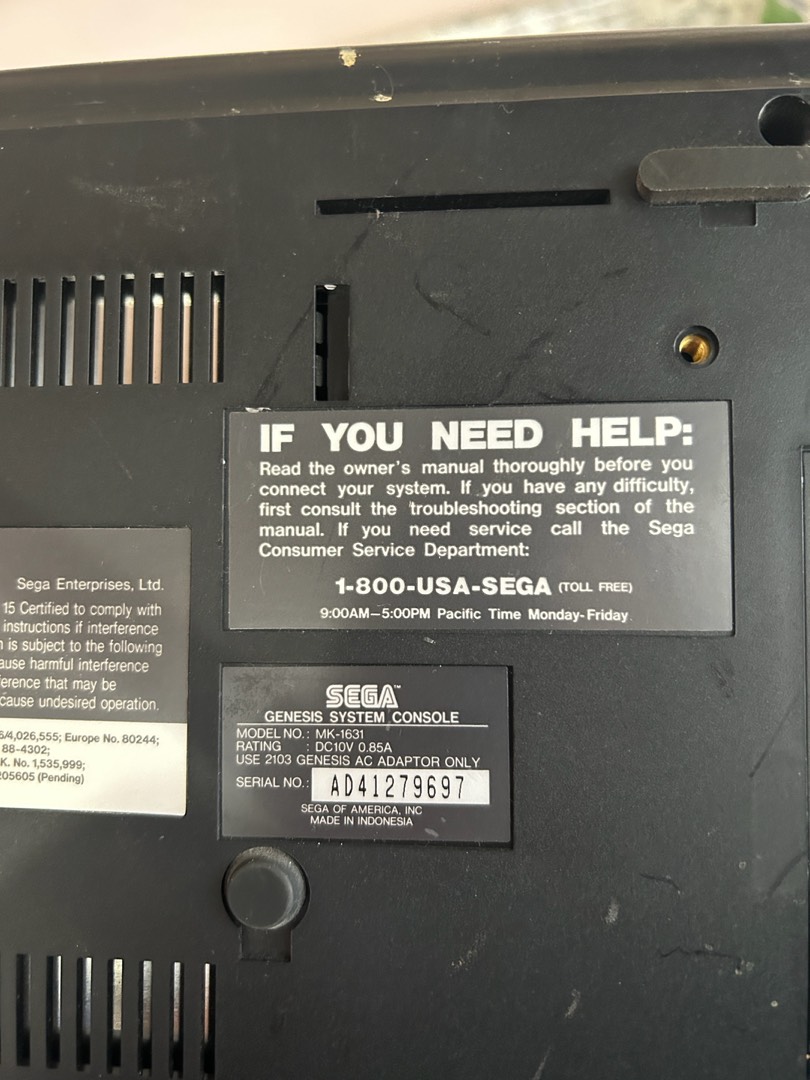 IF YOU NEED HELP:
Read the owner's manual thoroughly before you
connect your system. If you have any difficulty,
first consult the troubleshooting section of the
manual. If you need service call the Sega
Consumer Service Department:
1-800-USA-SEGA (TOLL FREE)
9:00AM–5:00PM Pacific Time Monday-Friday
Sega Enterprises, Ltd.
15 Certified to comply with
instructions if interference
is subject to the following
ause harmful interference
erence that may be
cause undesired operation.
6/4,026,555; Europe No. 80244;
88-4302;
K. No. 1,535,999;
205605 (Pending)
SEGA™
GENESIS SYSTEM CONSOLE
MODEL NO.: MK-1631
RATING : DC10V 0.85A
USE 2103 GENESIS AC ADAPTOR ONLY
SERIAL NO.: AD41279697
SEGA OF AMERICA, INC
MADE IN INDONESIA